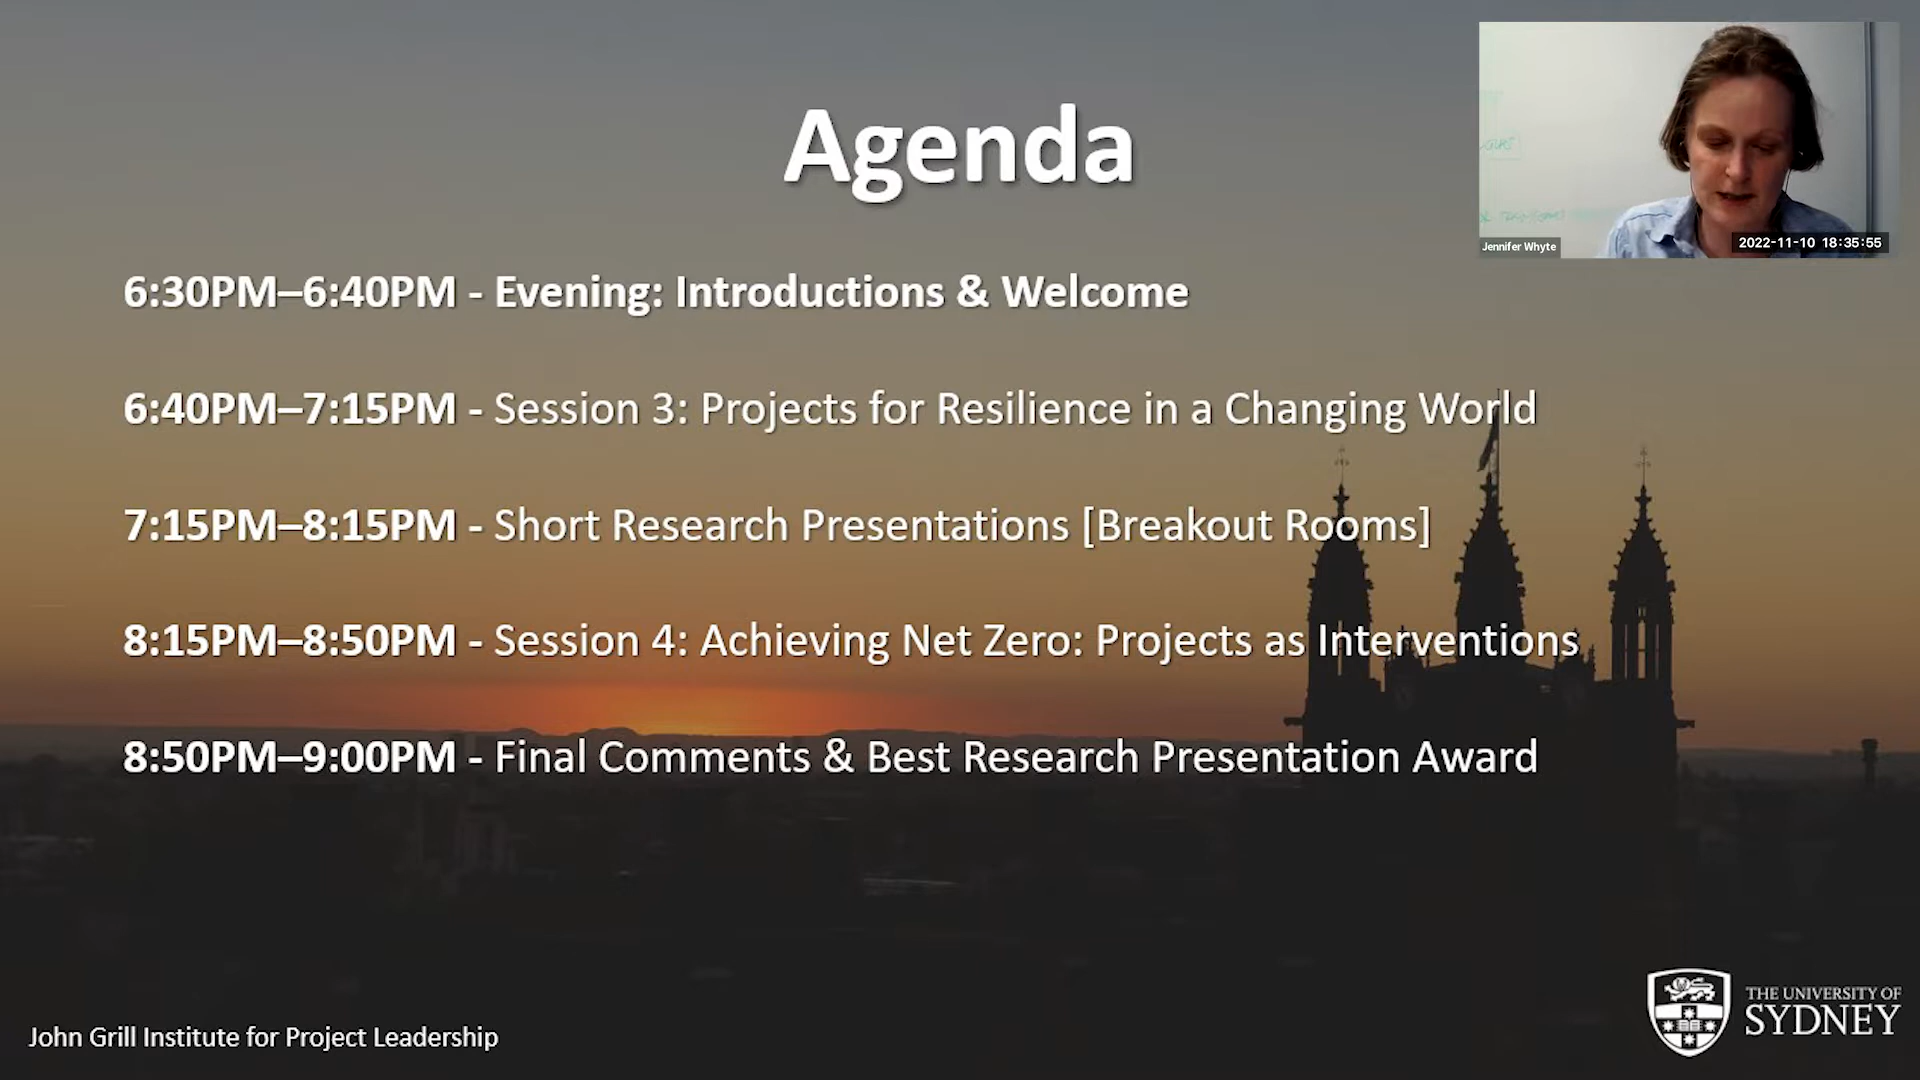 Agenda
Jennifer Whyte
2022-11-10 18:35:55
6:30PM–6:40PM - Evening: Introductions & Welcome
6:40PM–7:15PM - Session 3: Projects for Resilience in a Changing World
7:15PM–8:15PM - Short Research Presentations [Breakout Rooms]
8:15PM–8:50PM - Session 4: Achieving Net Zero: Projects as Interventions
8:50PM–9:00PM - Final Comments & Best Research Presentation Award
John Grill Institute for Project Leadership
THE UNIVERSITY OF
SYDNEY